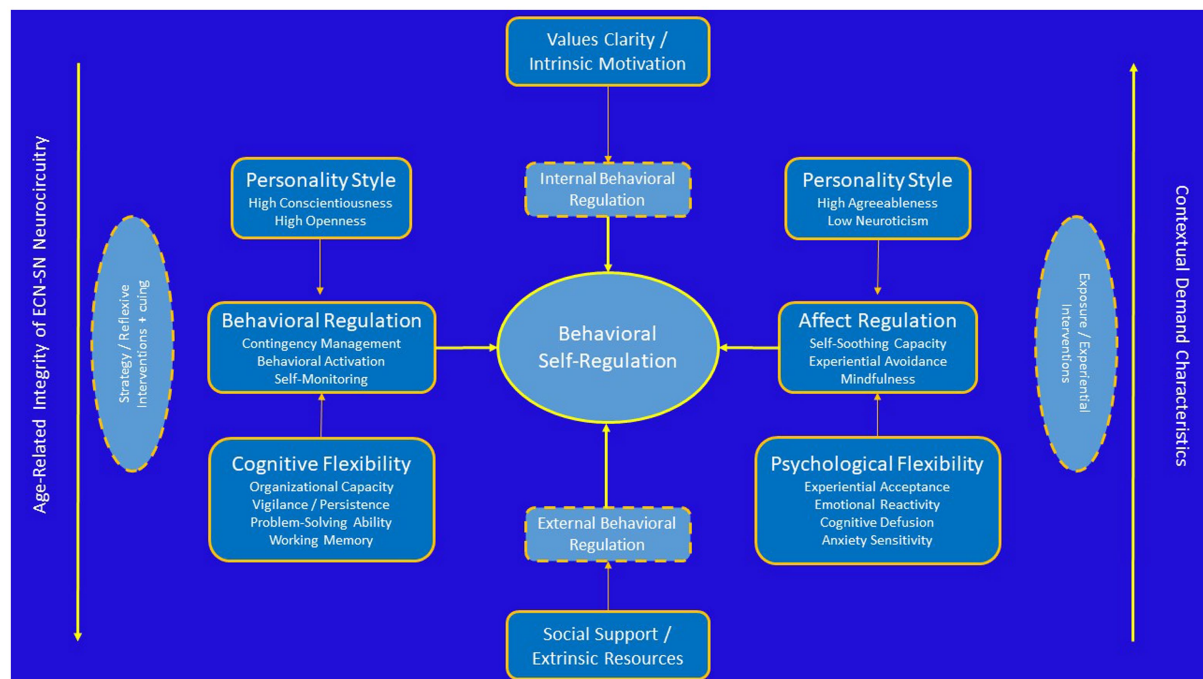 Values Clarity /
Intrinsic Motivation
Age-Related Integrity of ECN-SN Neurocircuitry
Strategy / Reflexive
Interventions + cuing
Personality Style
High Conscientiousness
High Openness
Behavioral Regulation
Contingency Management
Behavioral Activation
Self-Monitoring
Cognitive Flexibility
Organizational Capacity
Vigilance / Persistence
Problem-Solving Ability
Working Memory
Internal Behavioral
Regulation
Behavioral
Self-Regulation
External Behavioral
Regulation
Social Support /
Extrinsic Resources
Personality Style
High Agreeableness
Low Neuroticism
Affect Regulation
Self-Soothing Capacity
Experiential Avoidance
Mindfulness
Psychological Flexibility
Experiential Acceptance
Emotional Reactivity
Cognitive Defusion
Anxiety Sensitivity
Exposure / Experiential
Interventions
Contextual Demand Characteristics